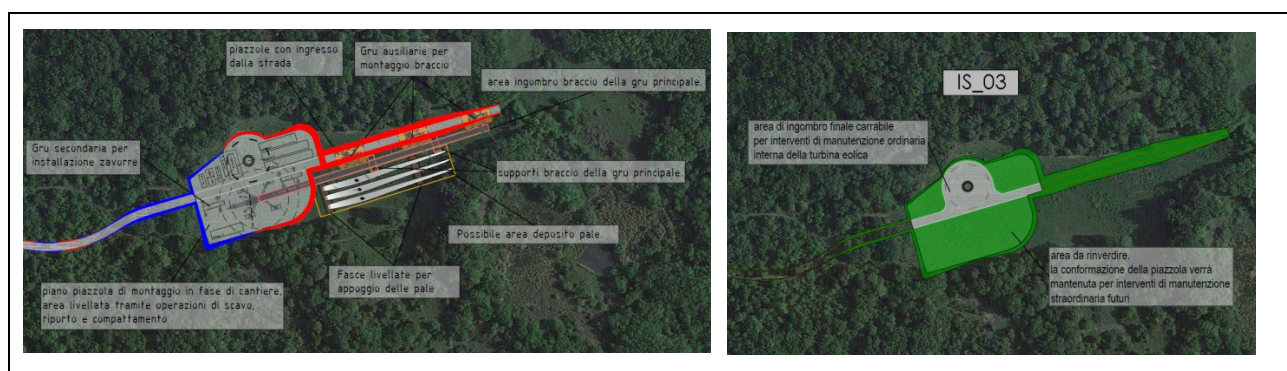 piazzole con ingresso
dalla strada
Gru ausiliarie per
montaggio braccio
area ingombro braccio della gru principale.
Gru secondaria per
installazione zavorre
supporti braccio della gru principale.
Possibile area deposito pale
Fasce livellate per
appoggio delle pale
piano piazzola di montaggio in fase di cantiere,
area livellata tramite operazioni di scavo,
riporto e compattamento
IS_03
area di ingombro finale carrabile
per interventi di manutenzione ordinaria
interna della turbina eolica
area da rinverdire.
la conformazione della piazzola verrà
mantenuta per interventi di manutenzione
straordinaria futuri